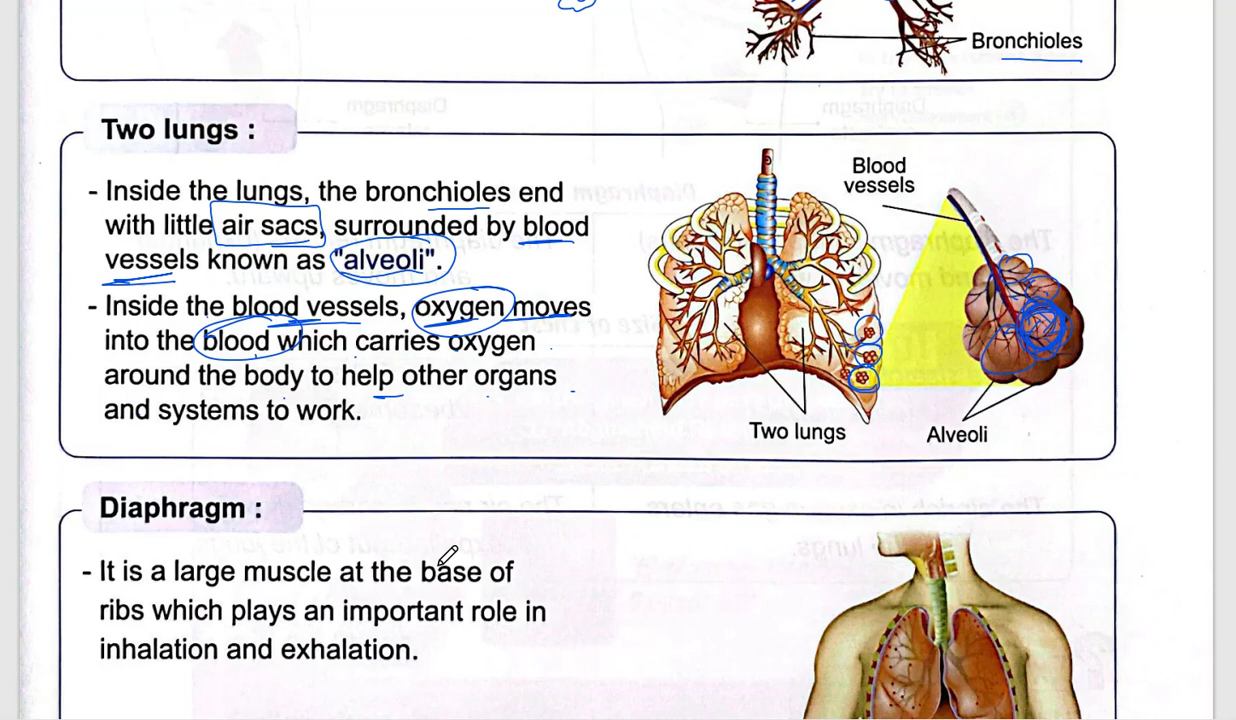 Bronchioles
Two lungs :
- Inside the lungs, the bronchioles end
with little air sacs, surrounded by blood
vessels known as "alveoli".
- Inside the blood vessels, oxygen moves
into the blood which carries oxygen
around the body to help other organs
and systems to work.
Blood
vessels
Two lungs
Alveoli
Diaphragm :
- It is a large muscle at the base of
ribs which plays an important role in
inhalation and exhalation.